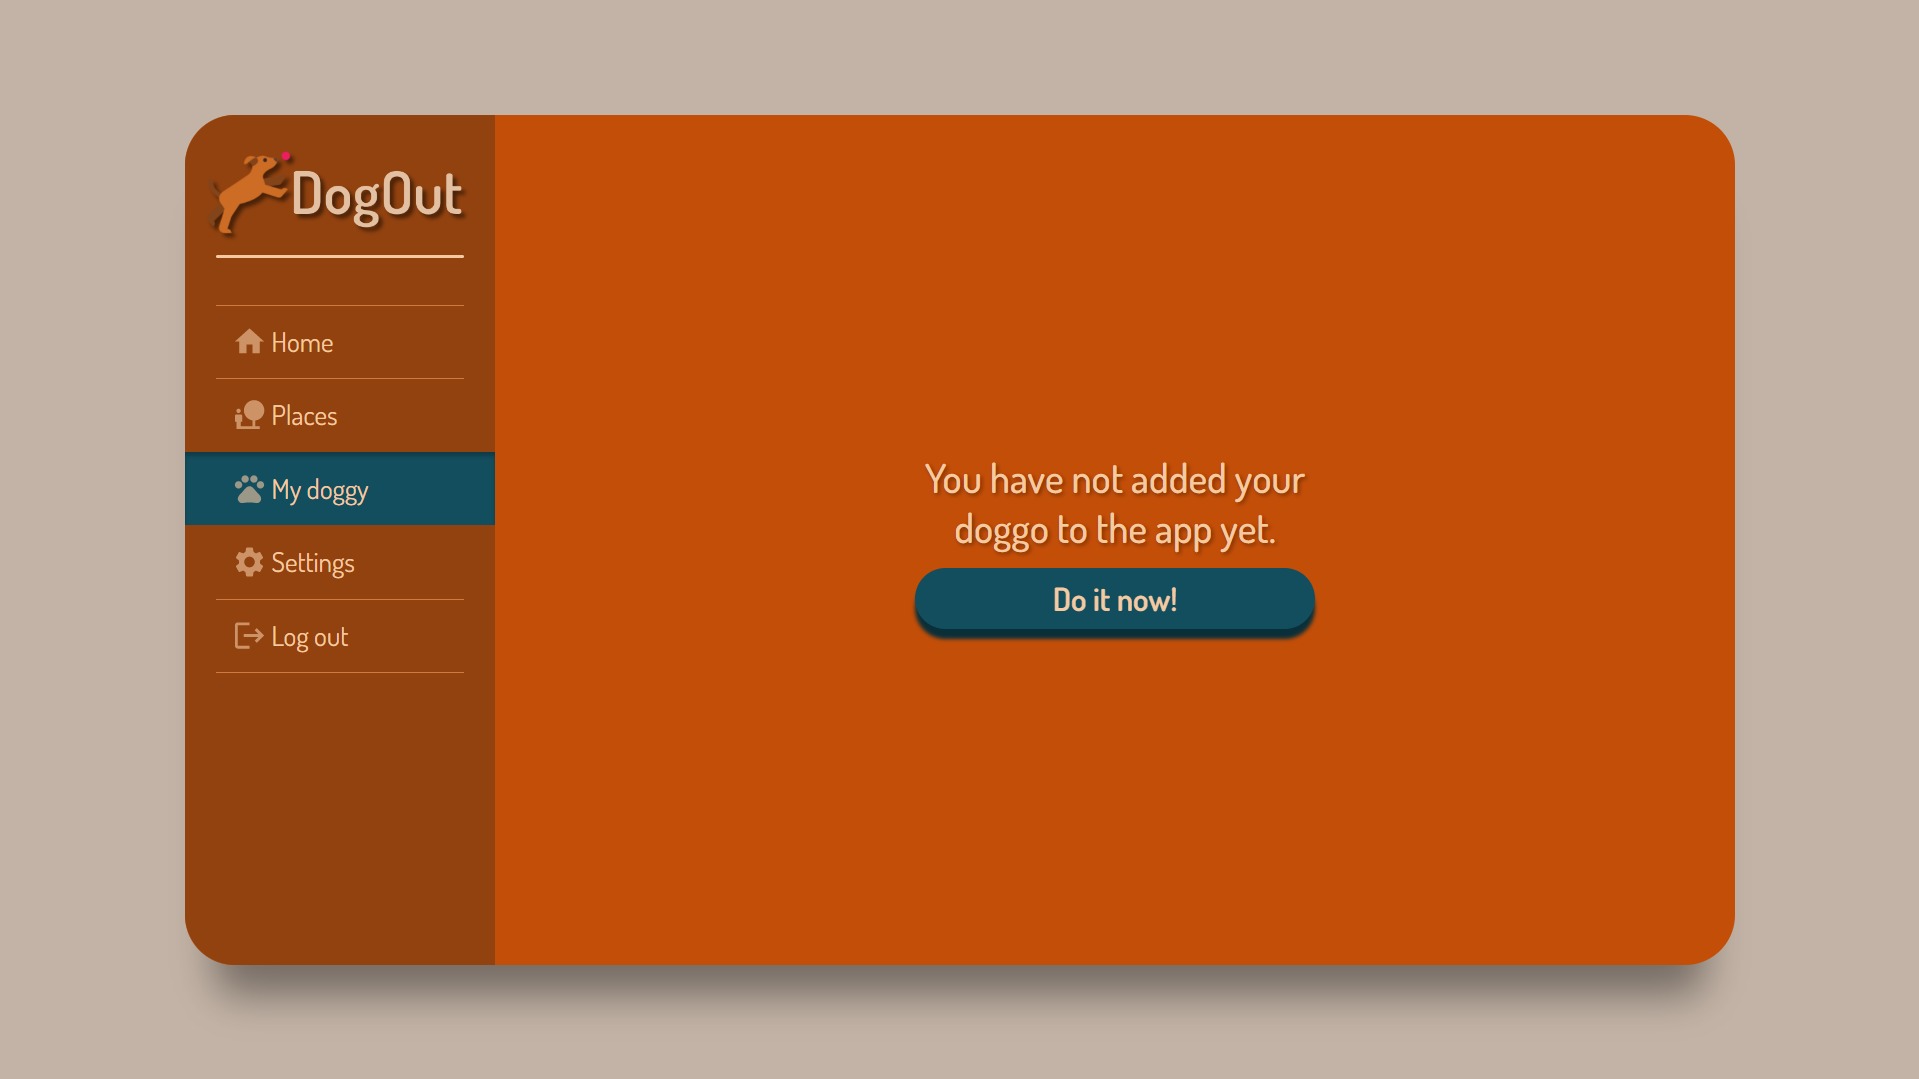 DogOut
Home
Places
My doggy
Settings
Log out
You have not added your
doggo to the app yet.
Do it now!